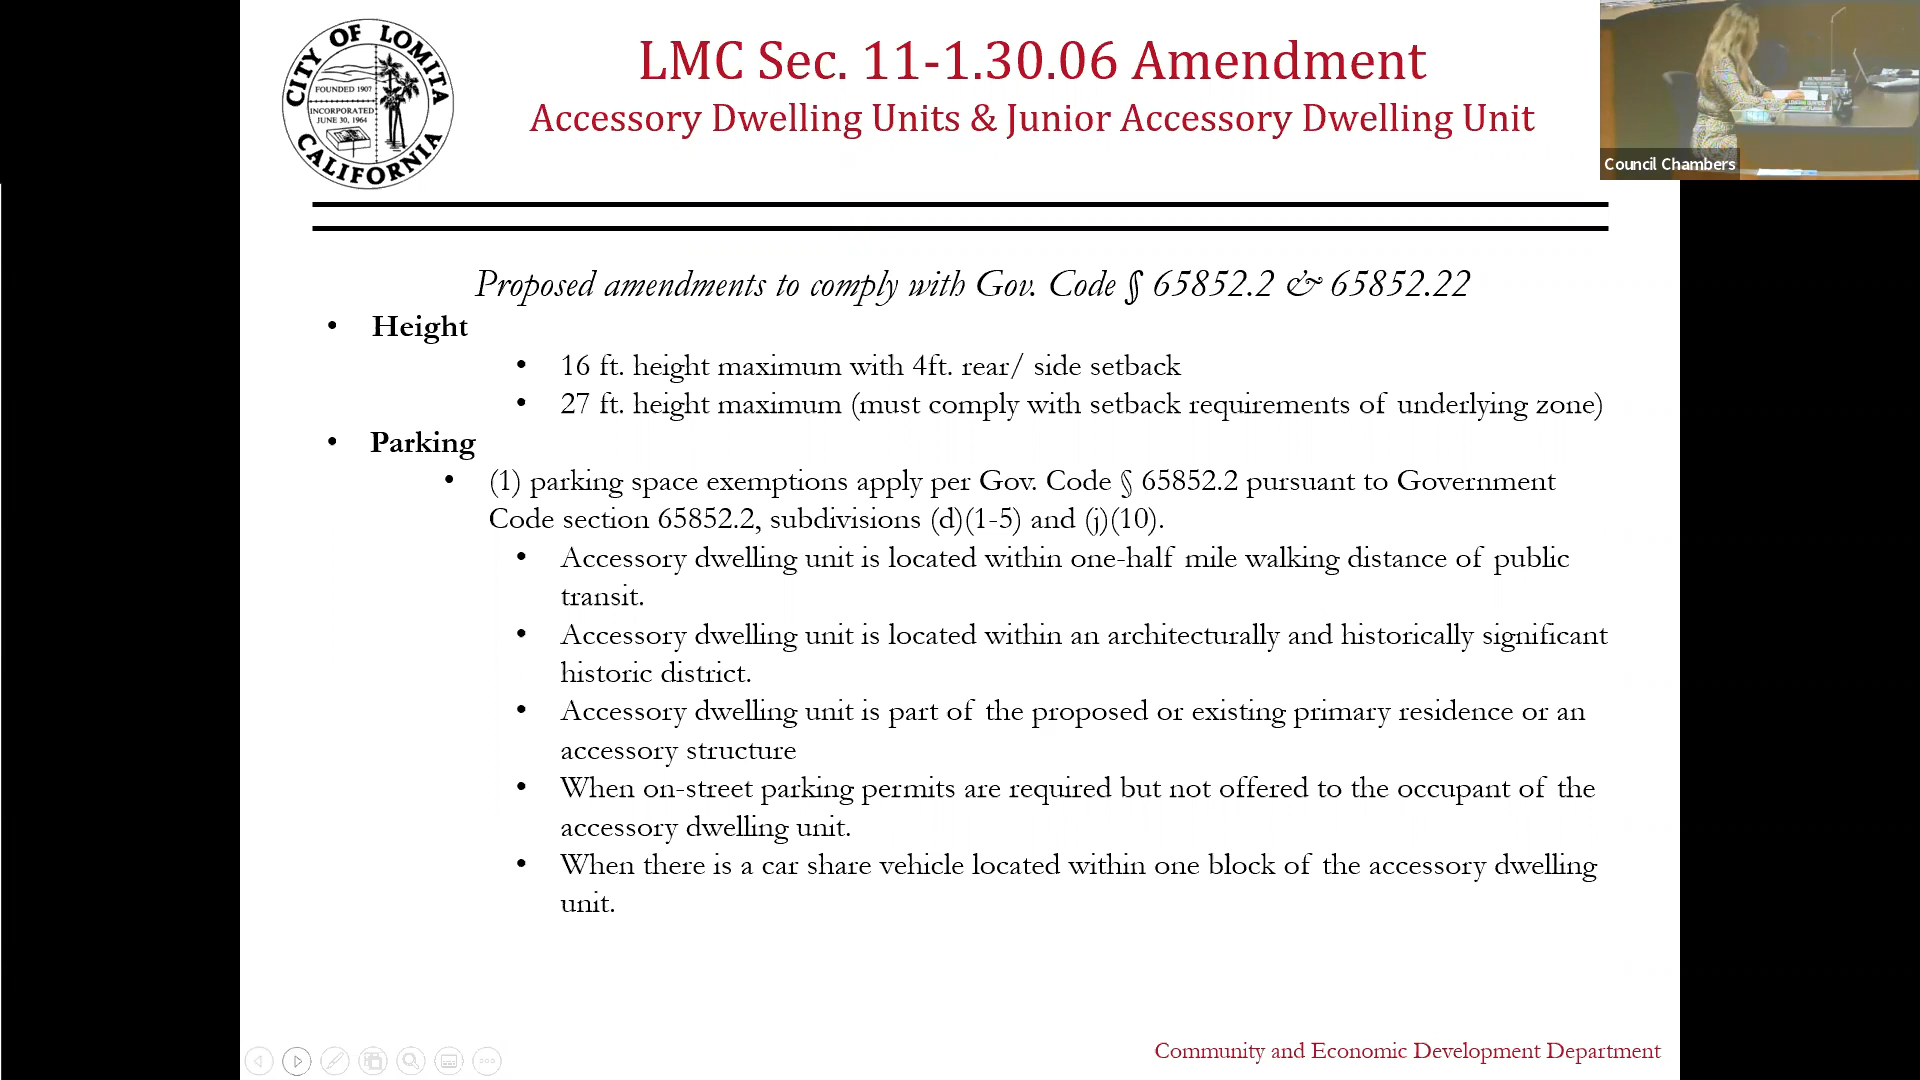 CITY OF LOMITA
FOUNDED 1907
INCORPORATED
JUNE 30, 1964
CALIFORNIA
LMC Sec. 11-1.30.06 Amendment
Accessory Dwelling Units & Junior Accessory Dwelling Unit
Council Chambers
Proposed amendments to comply with Gov. Code § 65852.2 & 65852.22
• Height
• 16 ft. height maximum with 4ft. rear/ side setback
• 27 ft. height maximum (must comply with setback requirements of underlying zone)
• Parking
• (1) parking space exemptions apply per Gov. Code § 65852.2 pursuant to Government
Code section 65852.2, subdivisions (d)(1-5) and (j)(10).
• Accessory dwelling unit is located within one-half mile walking distance of public
transit.
• Accessory dwelling unit is located within an architecturally and historically significant
historic district.
• Accessory dwelling unit is part of the proposed or existing primary residence or an
accessory structure
• When on-street parking permits are required but not offered to the occupant of the
accessory dwelling unit.
• When there is a car share vehicle located within one block of the accessory dwelling
unit.
Community and Economic Development Department